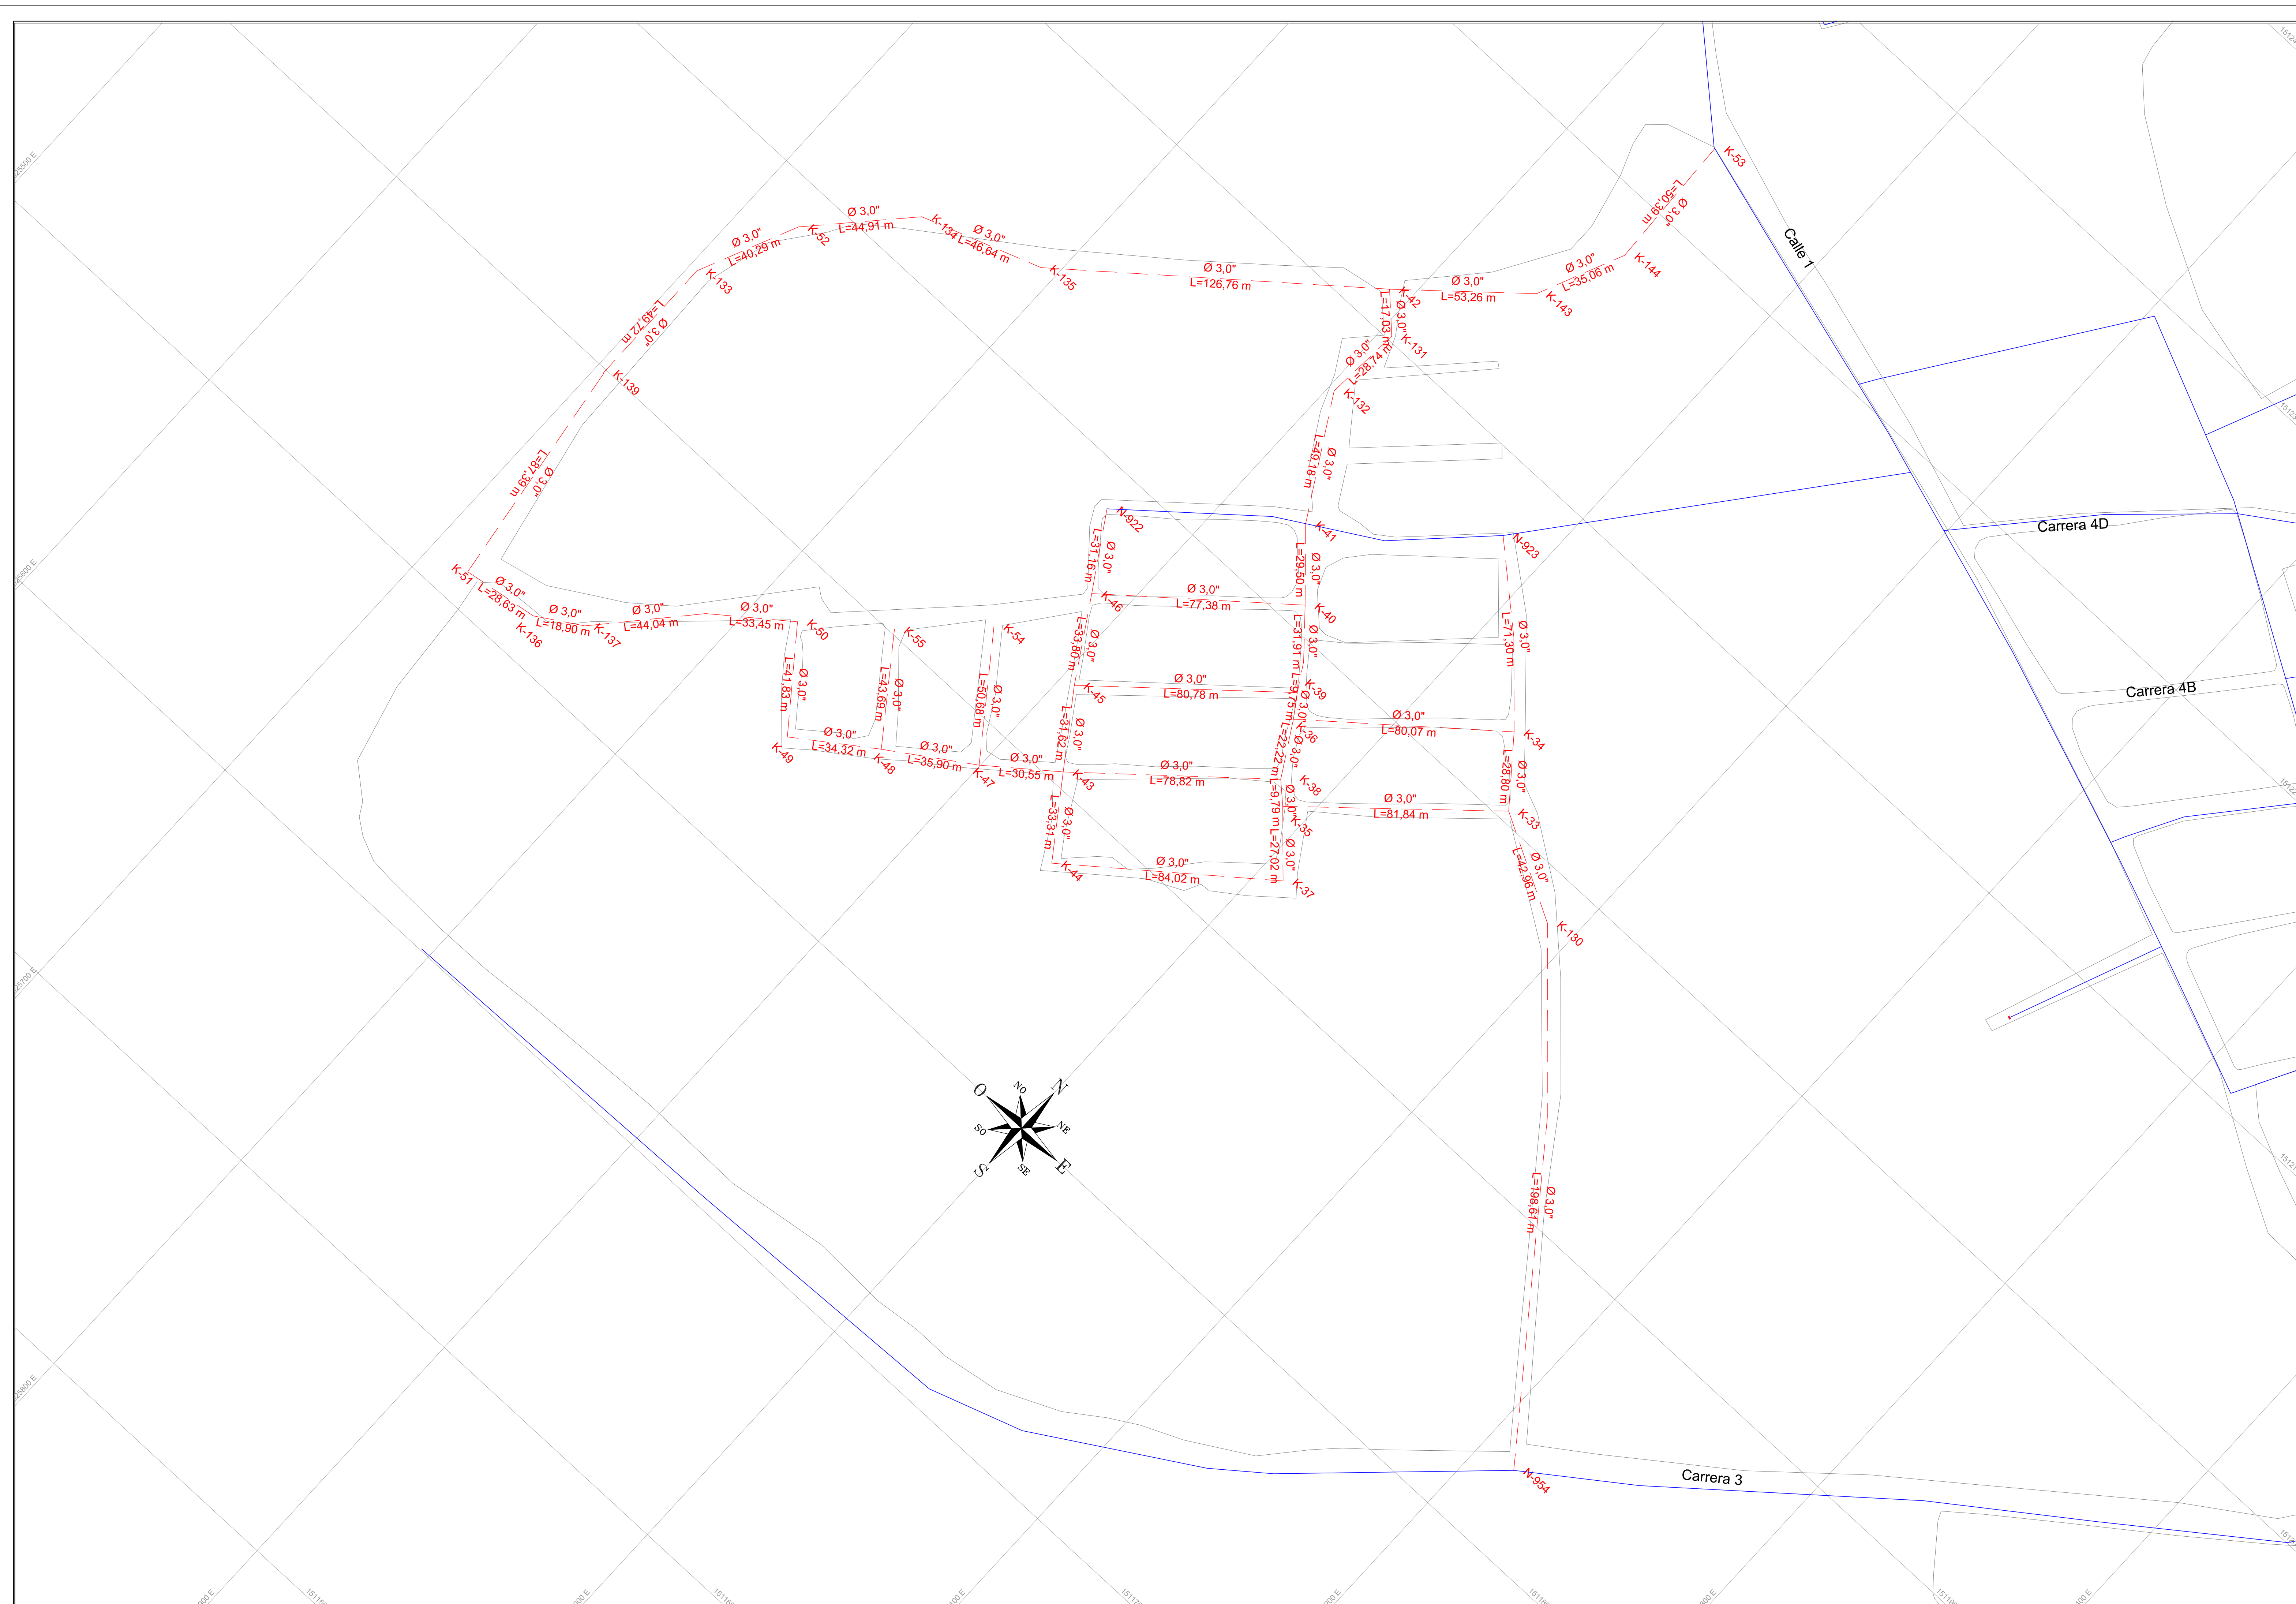 K-53
L=50,39 m
Ø 3,0"
Calle 1
K-144
Ø 3,0"
L=35,06 m
K-143
Ø 3,0"
L=53,26 m
K-42
L=17,03 m
Ø 3,0"
K-131
Ø 3,0"
L=28,74 m
K-132
L=49,18 m
Ø 3,0"
K-41
Ø 3,0"
L=126,76 m
K-135
Ø 3,0"
L=46,64 m
K-134
Ø 3,0"
L=44,91 m
K-52
Ø 3,0"
L=40,29 m
K-133
L=49,72 m
Ø 3,0"
K-139
L=87,39 m
Ø 3,0"
K-51
Ø 3,0"
L=28,63 m
K-136
Ø 3,0"
L=18,90 m
K-137
Ø 3,0"
L=44,04 m
Ø 3,0"
L=33,45 m
K-50
L=41,83 m
Ø 3,0"
K-49
Ø 3,0"
L=34,32 m
K-55
L=43,69 m
Ø 3,0"
K-48
Ø 3,0"
L=35,90 m
K-54
L=50,68 m
Ø 3,0"
K-47
Ø 3,0"
L=30,55 m
N-922
L=31,16 m
Ø 3,0"
K-46
Ø 3,0"
L=77,38 m
L=29,50 m
Ø 3,0"
K-40
L=33,80 m
Ø 3,0"
K-45
Ø 3,0"
L=80,78 m
L=31,91 m
Ø 3,0"
K-39
L=9,75 m
Ø 3,0"
K-36
L=31,62 m
Ø 3,0"
K-43
Ø 3,0"
L=78,82 m
L=22,22 m
Ø 3,0"
K-38
L=9,79 m
Ø 3,0"
K-35
L=33,31 m
Ø 3,0"
K-44
Ø 3,0"
L=84,02 m
L=27,02 m
Ø 3,0"
K-37
N-923
L=71,30 m
Ø 3,0"
Ø 3,0"
L=80,07 m
K-34
L=28,80 m
Ø 3,0"
Ø 3,0"
L=81,84 m
K-33
L=42,96 m
Ø 3,0"
K-130
L=198,61 m
Ø 3,0"
N-954
Carrera 4D
Carrera 4B
Carrera 3
O
NO
N
NE
E
SE
S
SO